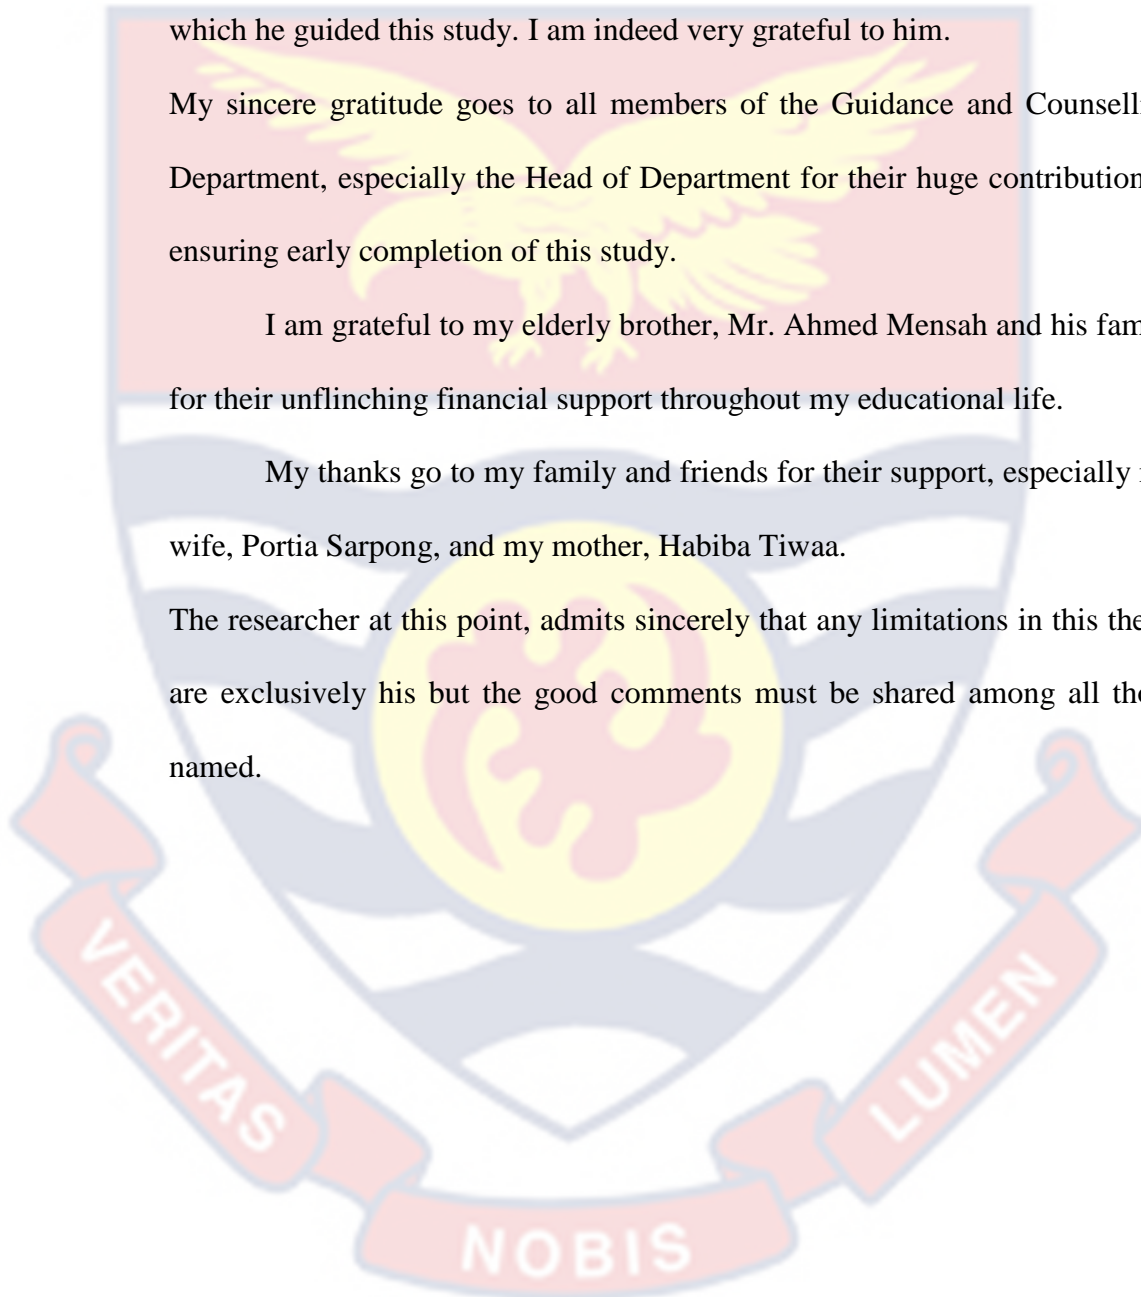 which he guided this study. I am indeed very grateful to him.
My sincere gratitude goes to all members of the Guidance and
Department, especially the Head of Department for their huge
ensuring early completion of this study.
I am grateful to my elderly brother, Mr. Ahmed Mensah and his
for their unflinching financial support throughout my educational life.
My thanks go to my family and friends for their support, especially
wife, Portia Sarpong, and my mother, Habiba Tiwaa.
The researcher at this point, admits sincerely that any limitations in this
are exclusively his but the good comments must be shared among all
named.
VERITAS
NOBIS
LUMEN